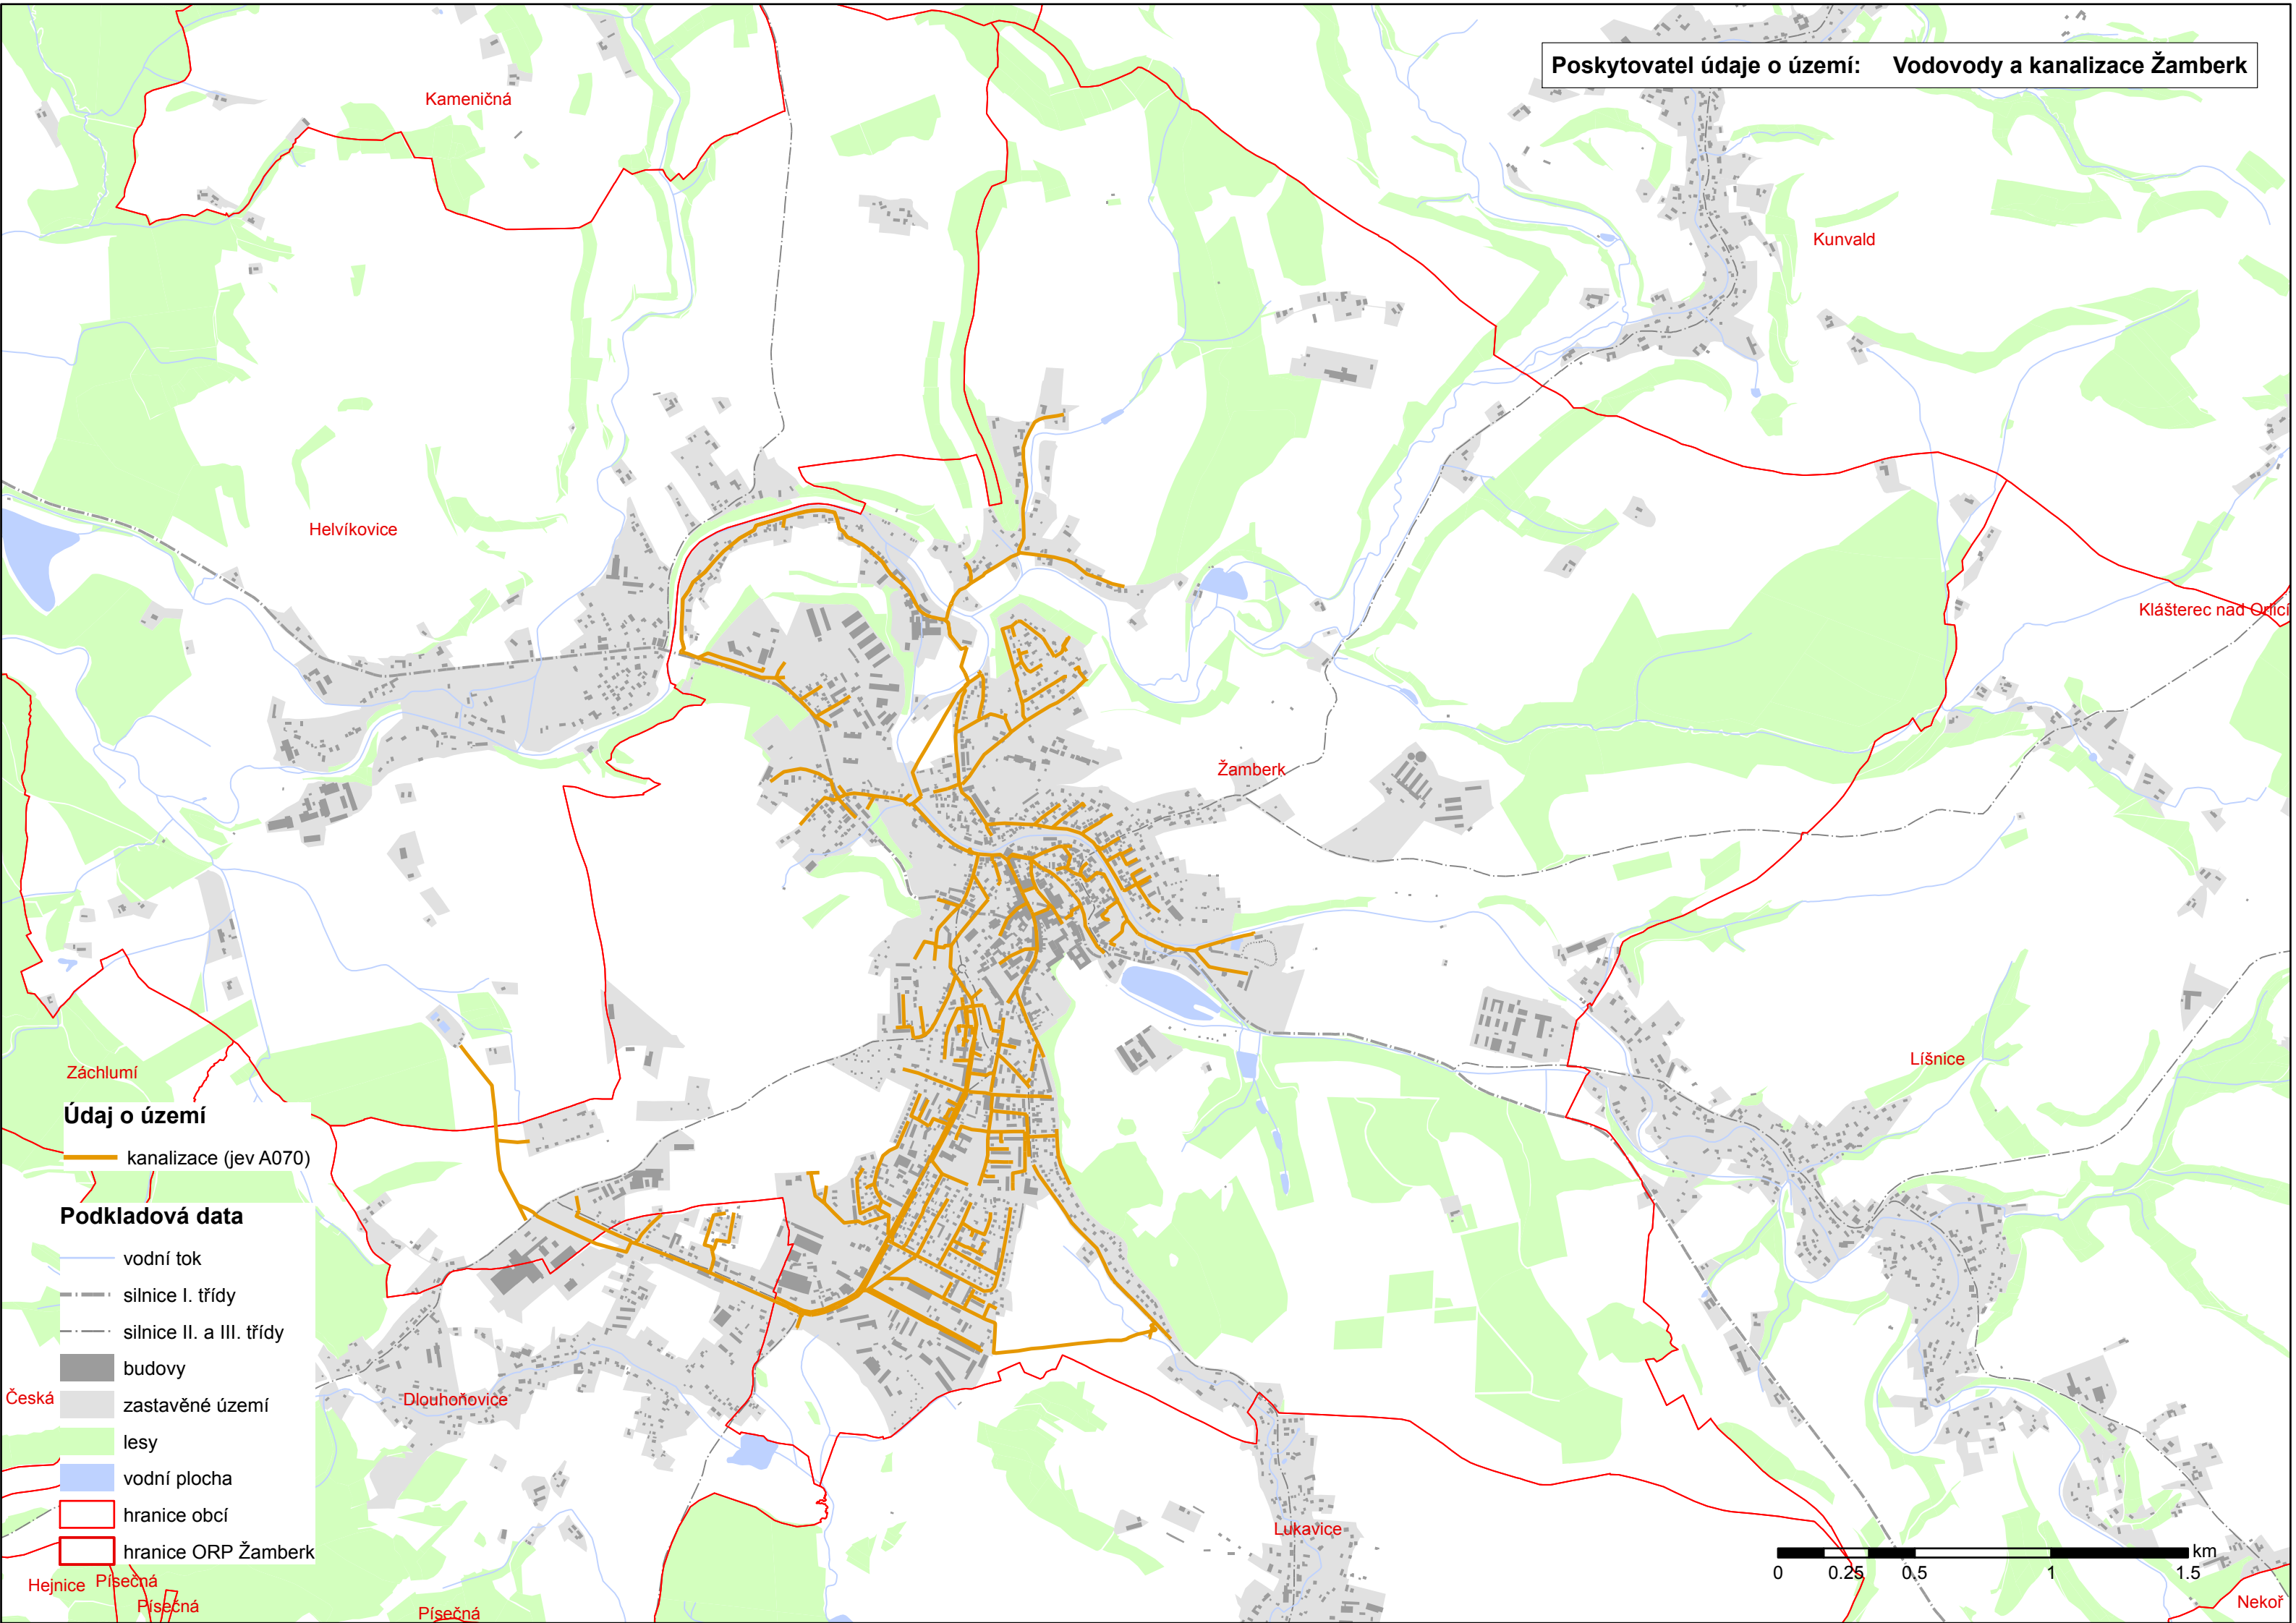 Poskytovatel údaje o území: Vodovody a kanalizace Žamberk
Kameničná
Kunvald
Helvíkovice
Klášterec nad Orlicí
Žamberk
Líšnice
Záchlumí
Údaj o území
kanalizace (jev A070)
Podkladová data
vodní tok
silnice I. třídy
silnice II. a III. třídy
budovy
zastavěné území
lesy
vodní plocha
hranice obcí
hranice ORP Žamberk
Česká
Dlouhoňovice
Lukavice
Hejnice
Písečná
Písečná
Písečná
Nekoř
km
0 0.25 0.5 1 1.5